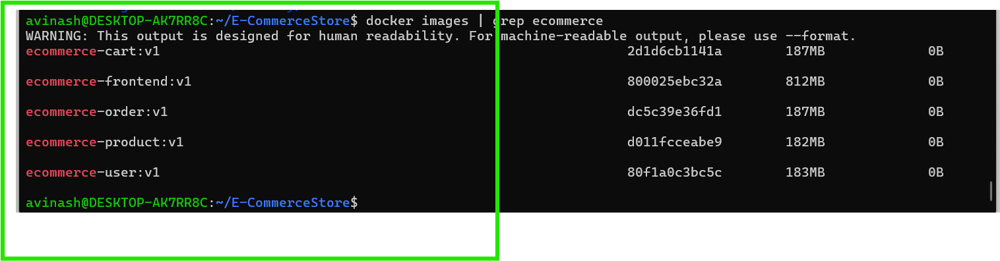 avinash@DESKTOP-AK7RR8C:~/E-CommerceStore$ docker images | grep ecommerce
WARNING: This output is designed for human readability. For machine-readable output, please use --format.
ecommerce-cart:v1 2d1d6cb1141a 187MB 0B
ecommerce-frontend:v1 800025ebc32a 812MB 0B
ecommerce-order:v1 dc5c39e36fd1 187MB 0B
ecommerce-product:v1 d011fcceabe9 182MB 0B
ecommerce-user:v1 80f1a0c3bc5c 183MB 0B
avinash@DESKTOP-AK7RR8C:~/E-CommerceStore$